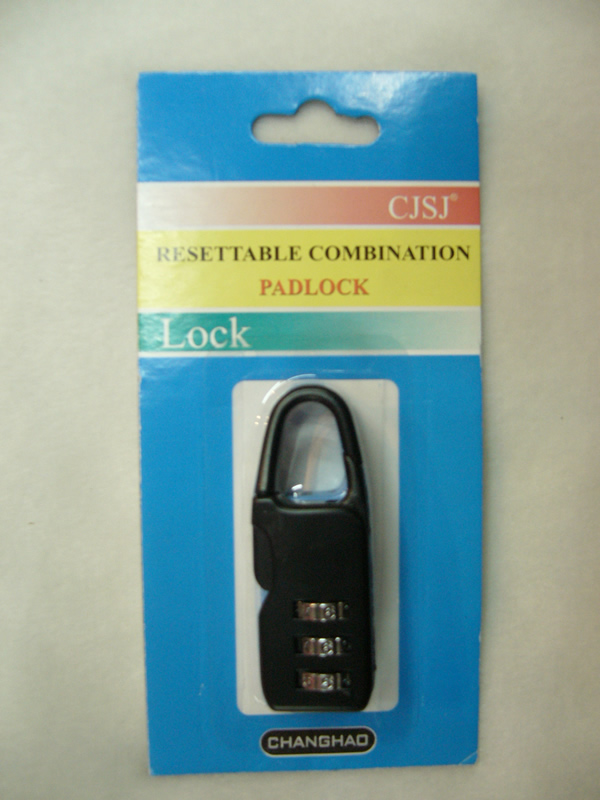 CJSJ®
RESETTABLE COMBINATION
PADLOCK
Lock
CHANGHAO